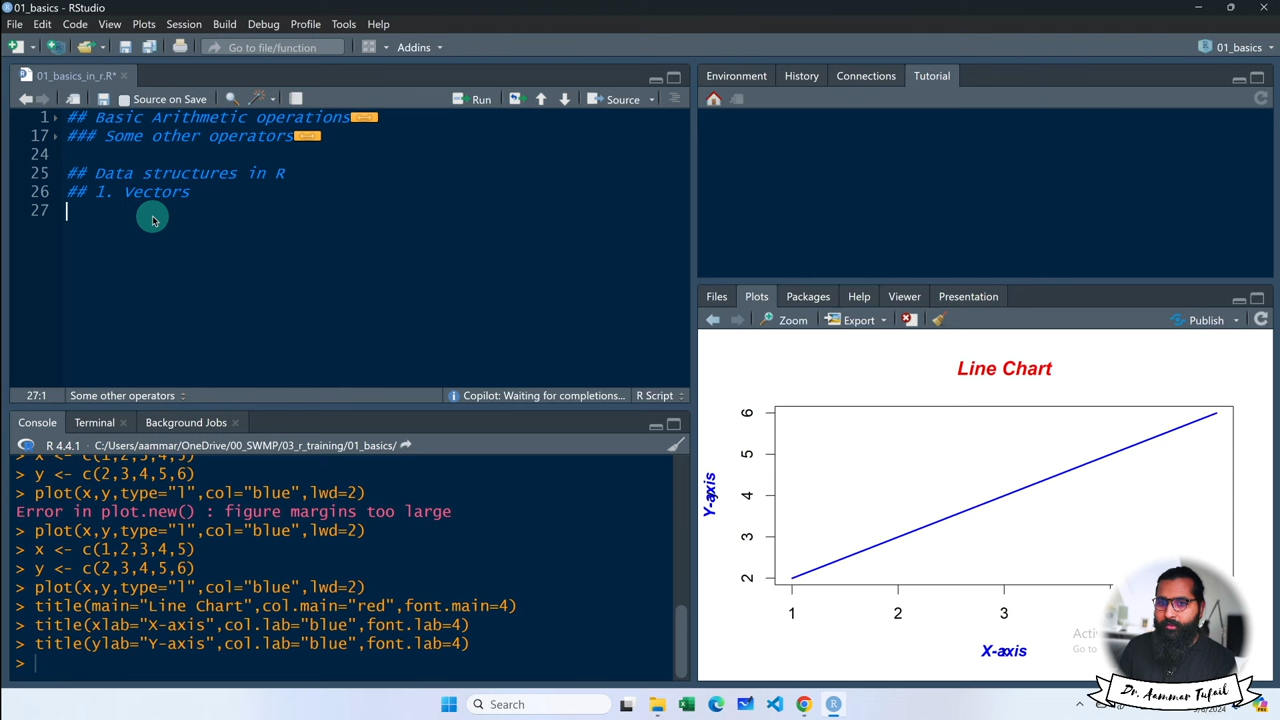 01_basics - RStudio
File Edit Code View Plots Session Build Debug Profile Tools Help
Go to file/function Addins 01_basics
01_basics_in_r.R*
Source on Save Run Source
1 ## Basic Arithmetic operations
17 ### Some other operators
24
25 ## Data structures in R
26 ## 1. Vectors
27
27:1 Some other operators Copilot: Waiting for completions... R Script
Console Terminal Background Jobs
R 4.4.1 · C:/Users/aammar/OneDrive/00_SWMP/03_r_training/01_basics/
> x <- c(1,2,3,4,5)
> y <- c(2,3,4,5,6)
> plot(x,y,type="l",col="blue",lwd=2)
Error in plot.new() : figure margins too large
> plot(x,y,type="l",col="blue",lwd=2)
> x <- c(1,2,3,4,5)
> y <- c(2,3,4,5,6)
> plot(x,y,type="l",col="blue",lwd=2)
> title(main="Line Chart",col.main="red",font.main=4)
> title(xlab="X-axis",col.lab="blue",font.lab=4)
> title(ylab="Y-axis",col.lab="blue",font.lab=4)
>
Environment History Connections Tutorial
Files Plots Packages Help Viewer Presentation
Zoom Export Publish
Line Chart
6
5
4
3
2
Y-axis
1 2 3
X-axis
Go to
Dr. Aammar Tufail
Search